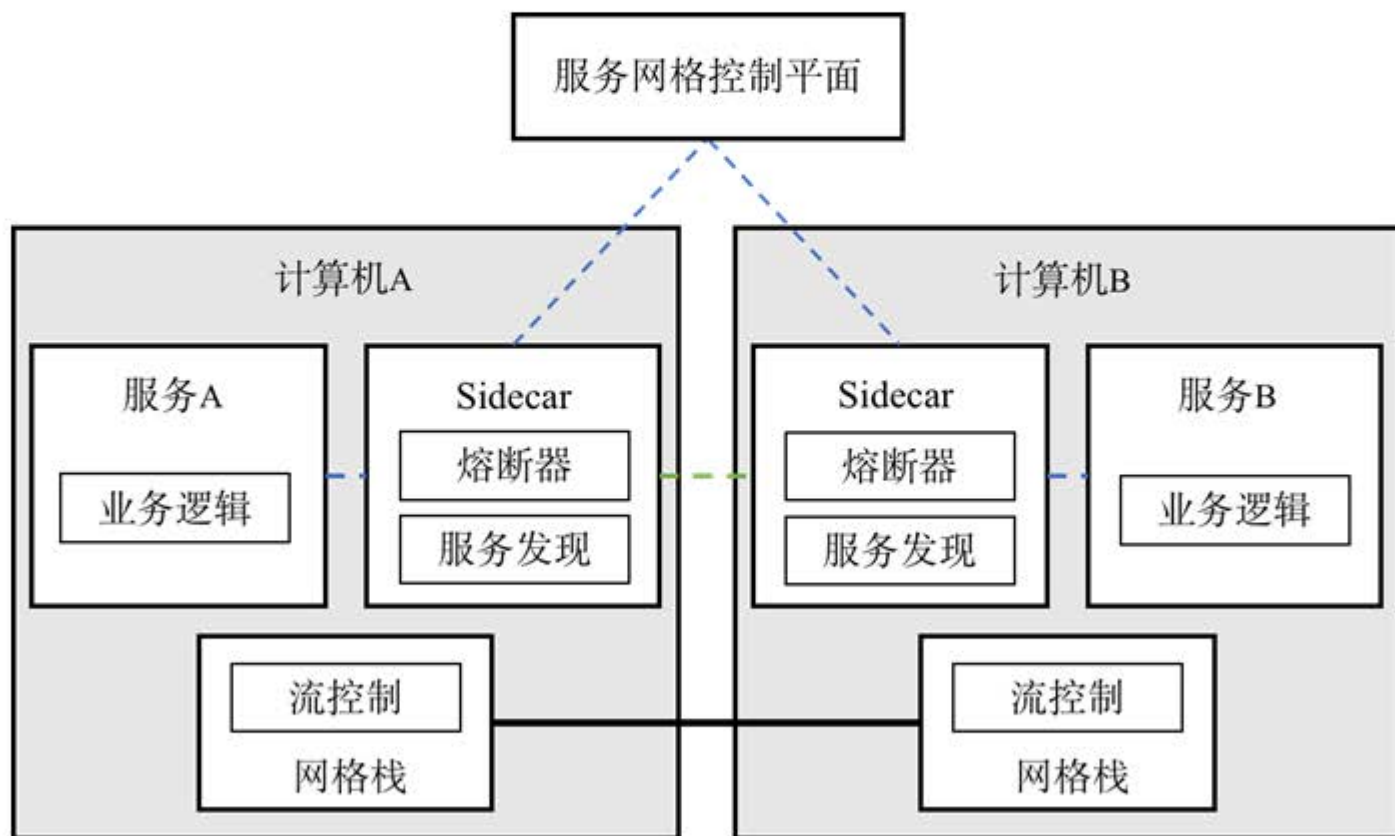 服务网格控制平面
计算机A
服务A
业务逻辑
Sidecar
熔断器
服务发现
流控制
网格栈
计算机B
Sidecar
熔断器
服务发现
服务B
业务逻辑
流控制
网格栈